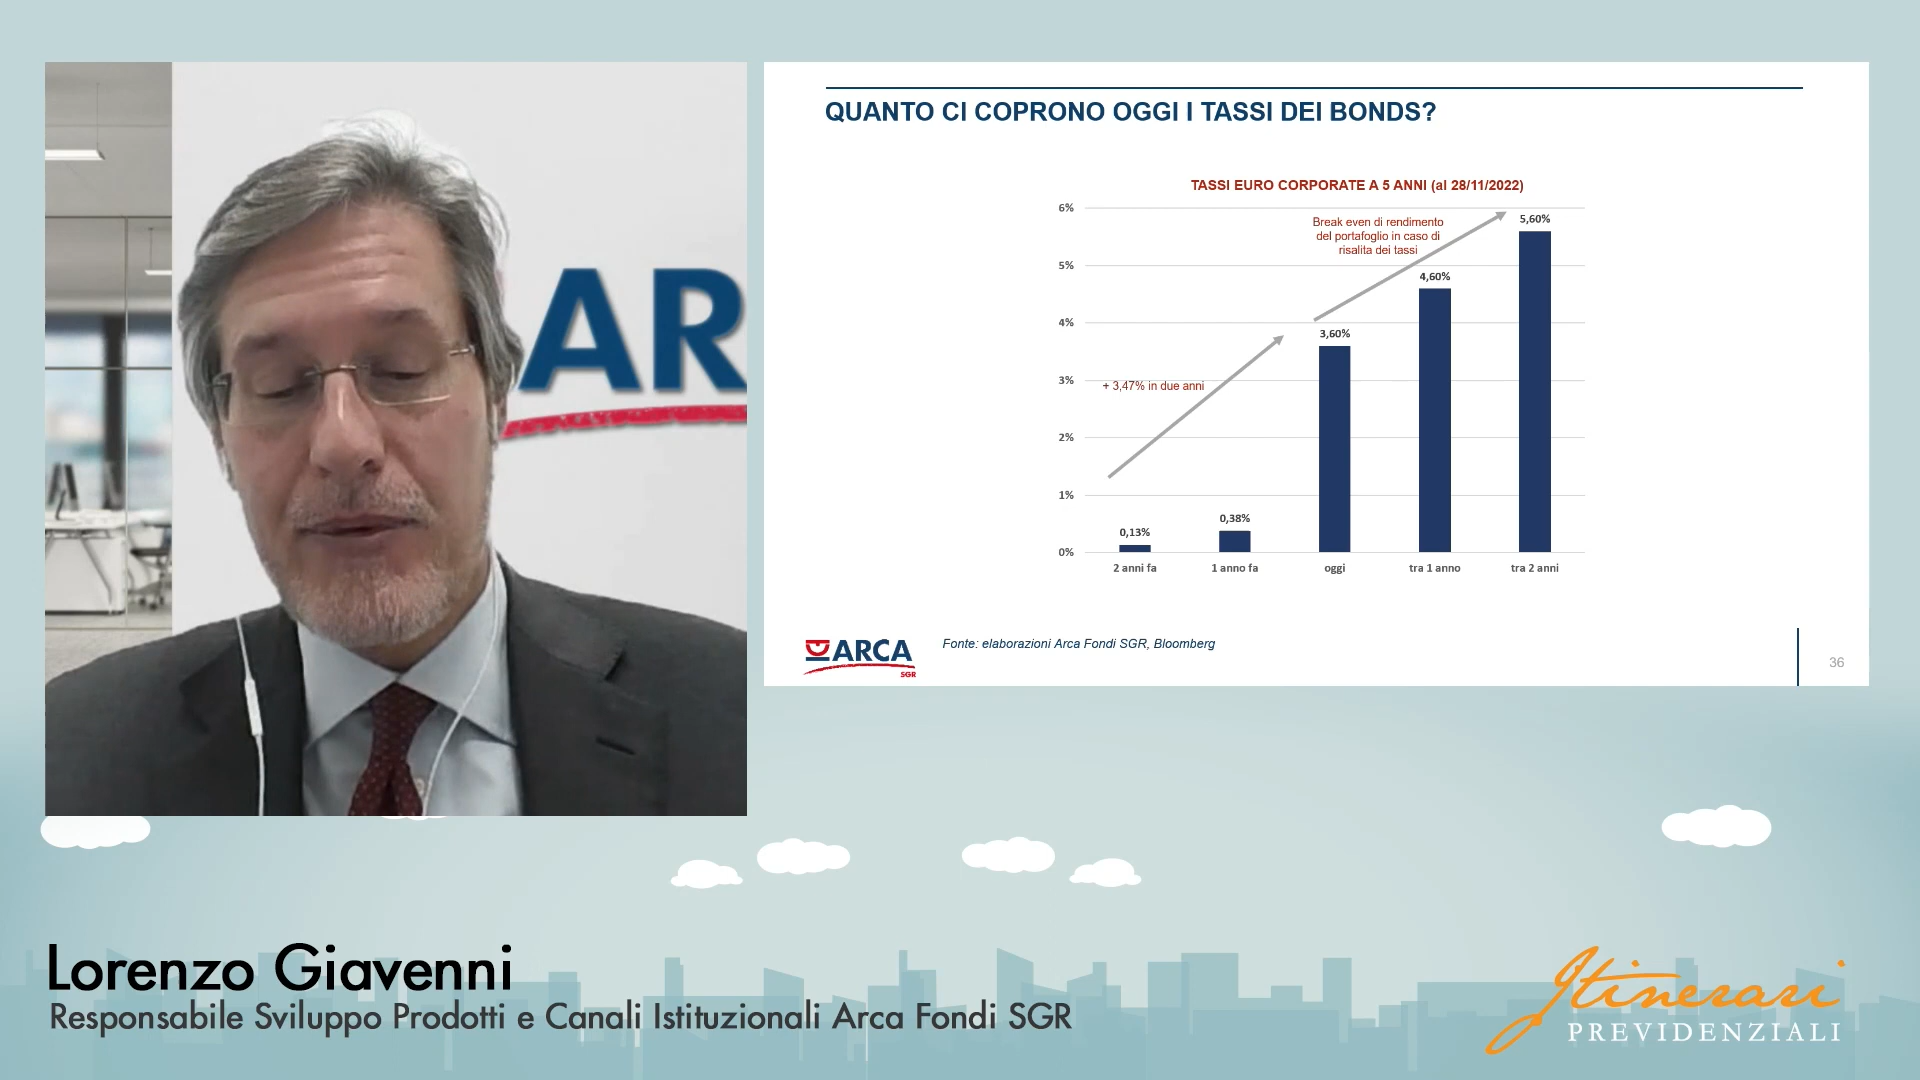 AR
QUANTO CI COPRONO OGGI I TASSI DEI BONDS?
TASSI EURO CORPORATE A 5 ANNI (al 28/11/2022)
6%
5%
4%
3%
2%
1%
0%
Break even di rendimento
del portafoglio in caso di
risalita dei tassi
+ 3,47% in due anni
0,13%
0,38%
3,60%
4,60%
5,60%
2 anni fa
1 anno fa
oggi
tra 1 anno
tra 2 anni
ARCA
SGR
Fonte: elaborazioni Arca Fondi SGR, Bloomberg
36
Lorenzo Giavenni
Responsabile Sviluppo Prodotti e Canali Istituzionali Arca Fondi SGR
Itinerari
PREVIDENZIALI